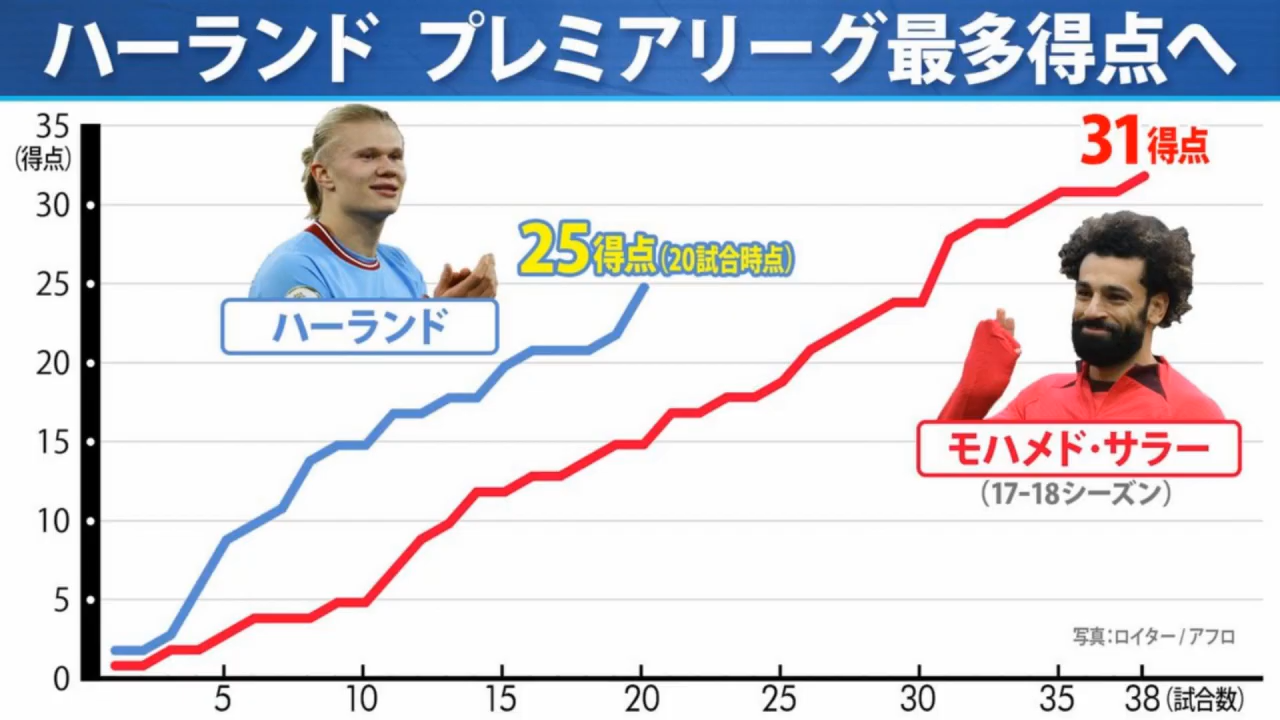 ハーランド プレミアリーグ最多得点へ
35
(得点)
30
25
20
15
10
5
0
25得点(20試合時点)
ハーランド
31得点
モハメド・サラー
(17-18シーズン)
写真:ロイター/アフロ
5 10 15 20 25 30 35 38(試合数)